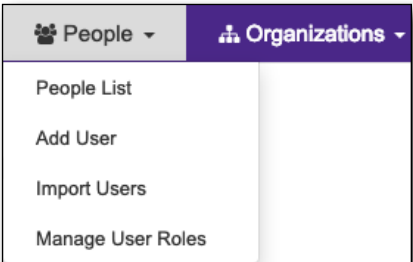 People Organizations
People List
Add User
Import Users
Manage User Roles